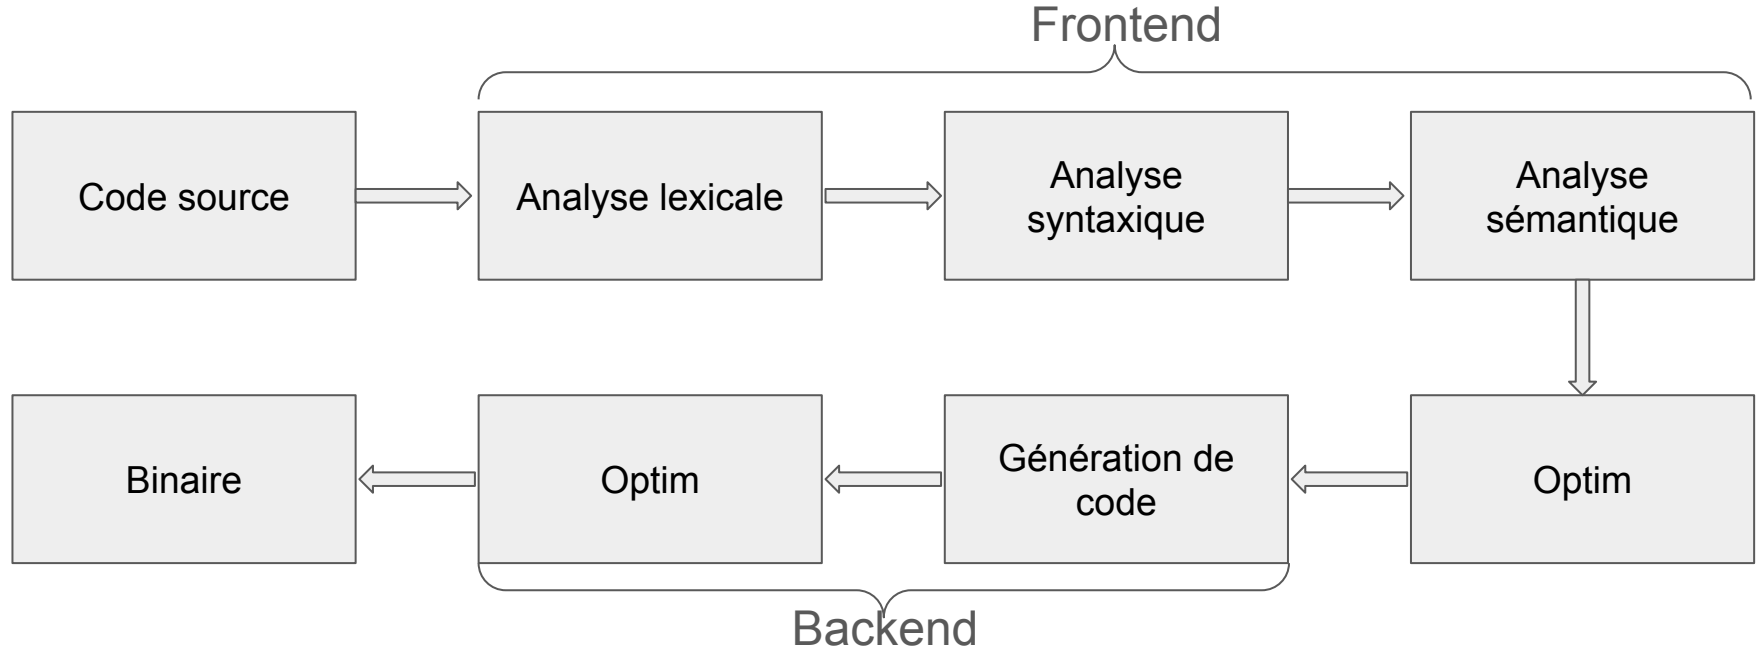 Frontend
Code source
Analyse lexicale
Analyse
syntaxique
Analyse
sémantique
Binaire
Optim
Génération de
code
Optim
Backend